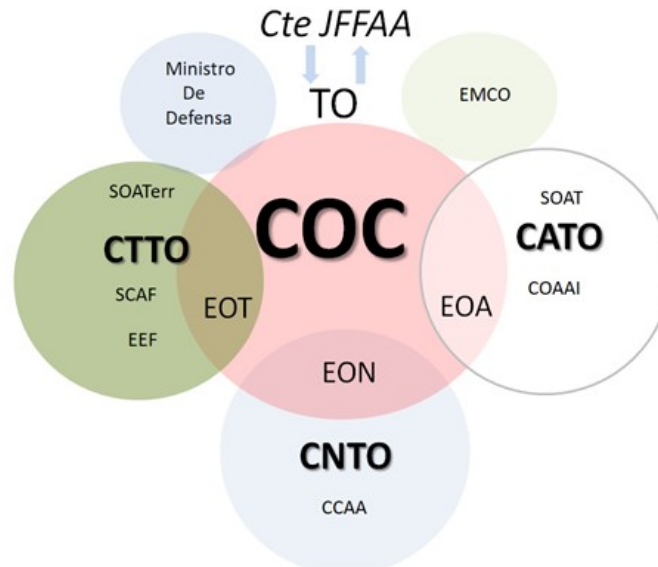 Cte JFFAA
TO
Ministro
De
Defensa
EMCO
SOATerr
CTTO
SCAF
EEF
COC
EOT
EOA
EON
SOAT
CATO
COAAI
CNTO
CCAA